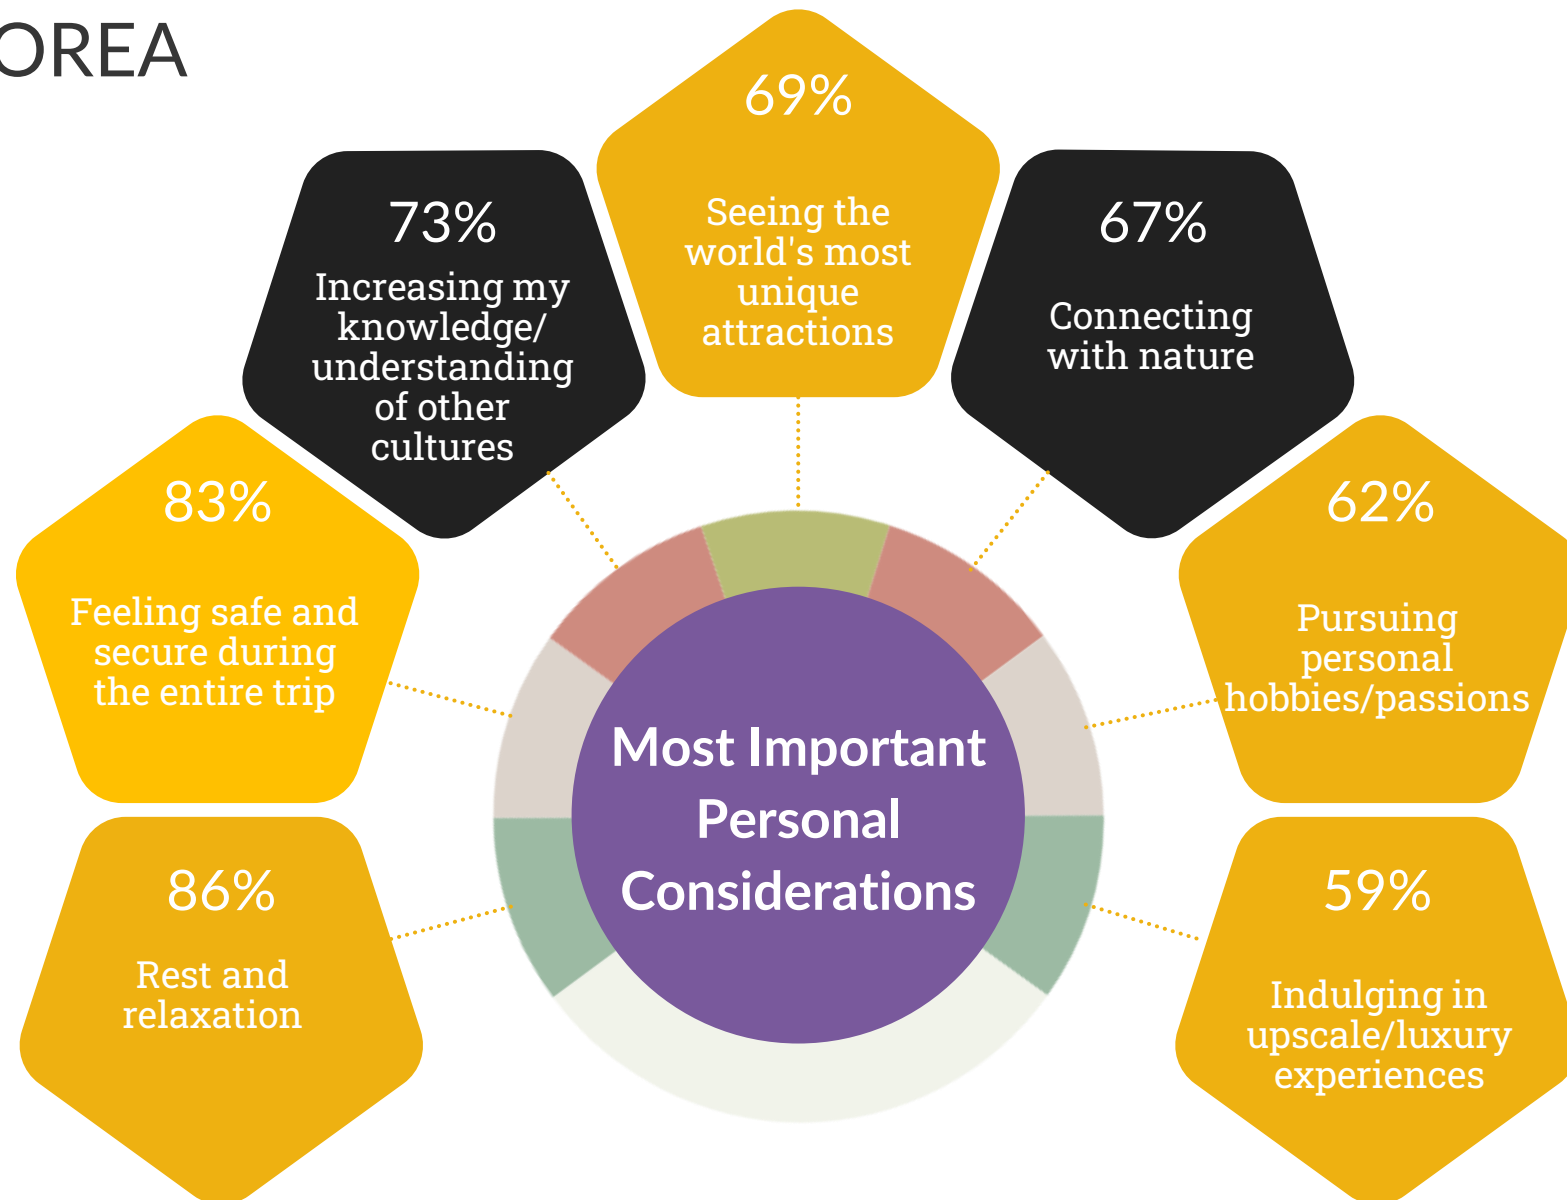 OREA
69%
Seeing the
world's most
unique
attractions
73%
Increasing my
knowledge/
understanding
of other
cultures
67%
Connecting
with nature
83%
Feeling safe and
secure during
the entire trip
62%
Pursuing
personal
hobbies/passions
Most Important
Personal
Considerations
86%
Rest and
relaxation
59%
Indulging in
upscale/luxury
experiences